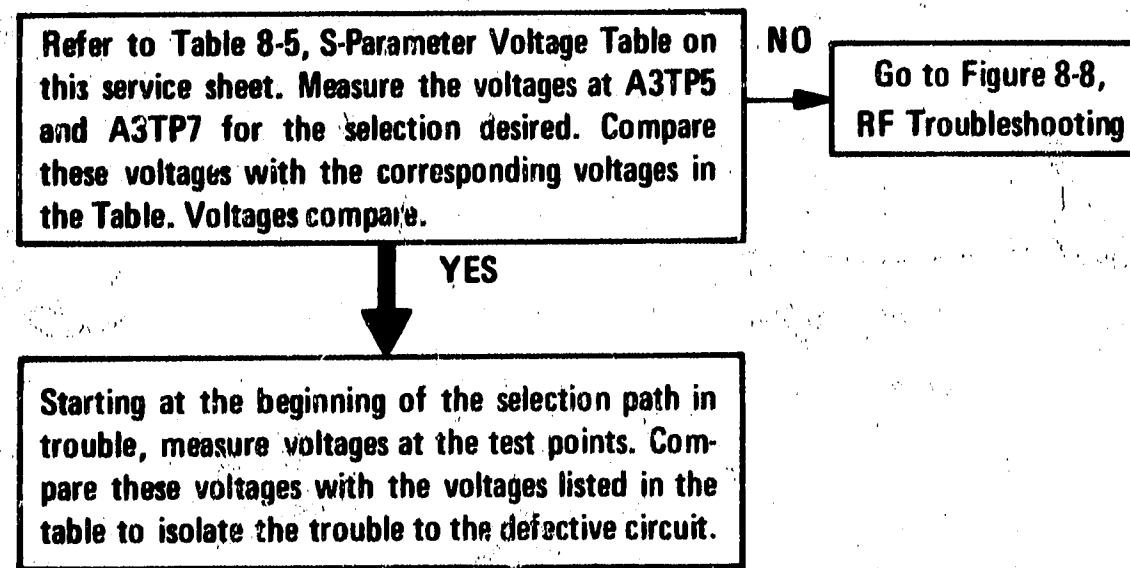 Refer to Table 8-5, S-Parameter Voltage Table on
this service sheet. Measure the voltages at A3TP5
and A3TP7 for the selection desired. Compare
these voltages with the corresponding voltages in
the Table. Voltages compare.
NO
Go to Figure 8-8,
RF Troubleshooting
YES
Starting at the beginning of the selection path in
trouble, measure voltages at the test points. Com-
pare these voltages with the voltages listed in the
table to isolate the trouble to the defective circuit.